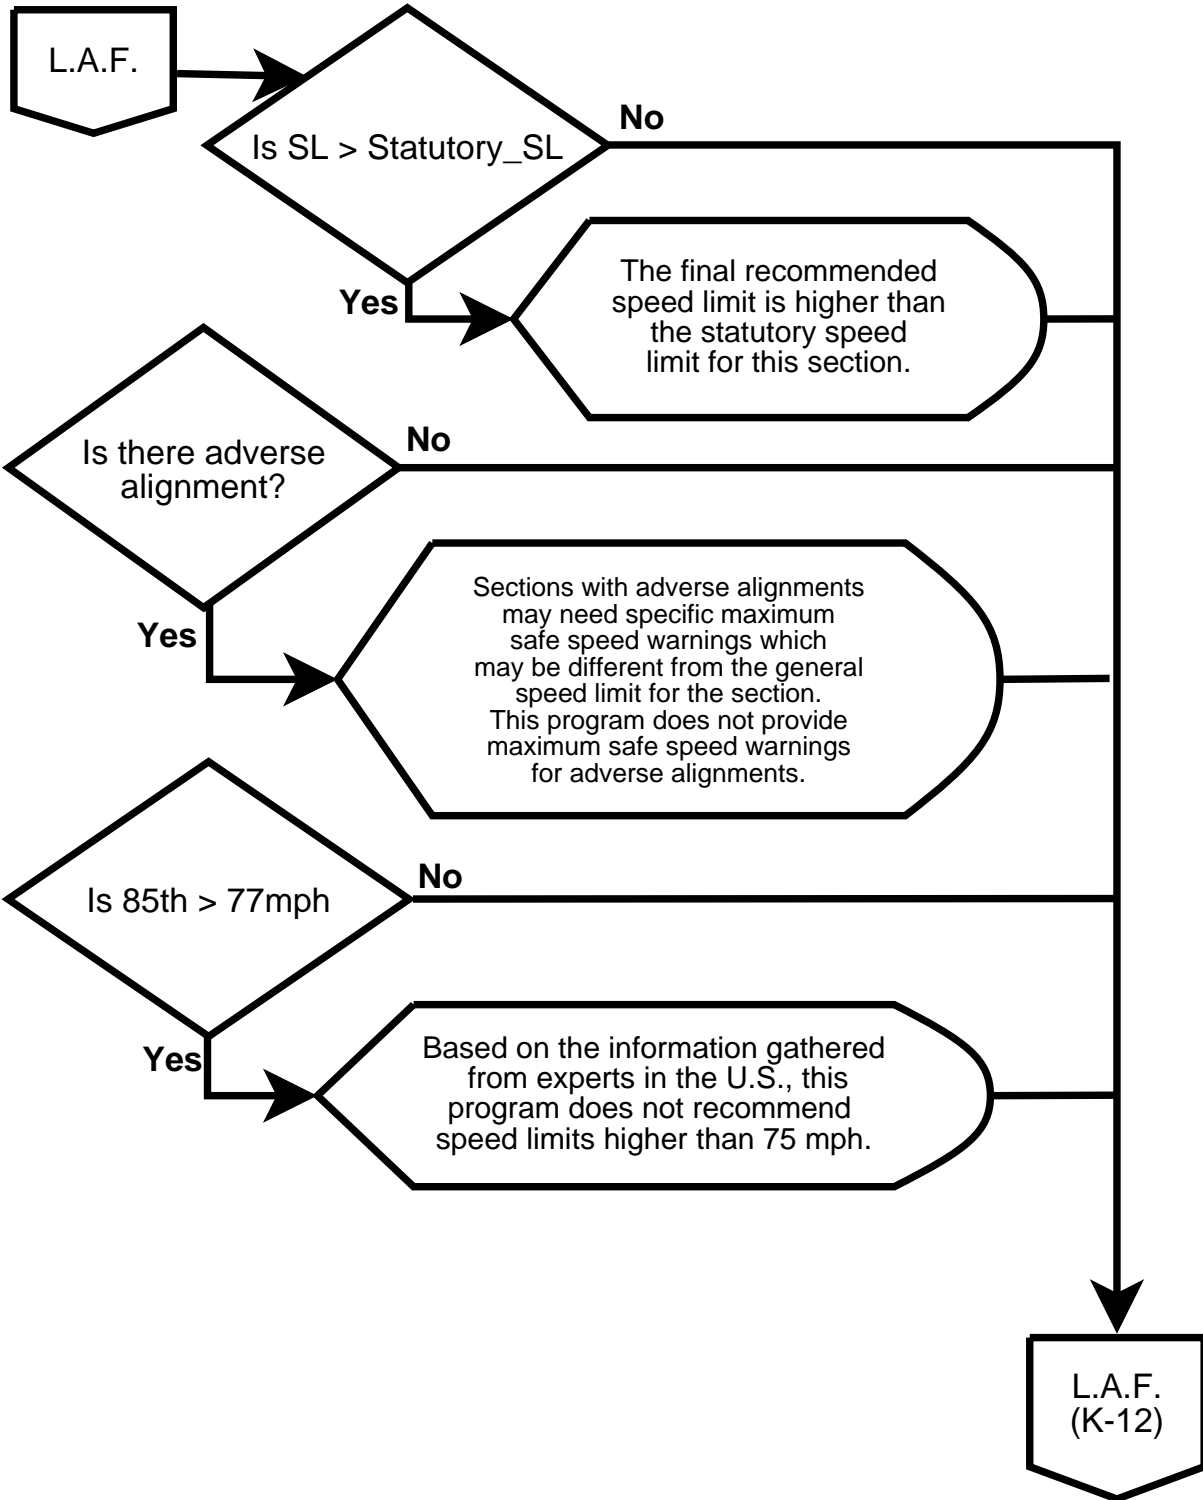 L.A.F.
No
Is SL > Statutory_SL
The final recommended
speed limit is higher than
the statutory speed
limit for this section.
Yes
No
Is there adverse
alignment?
Sections with adverse alignments
may need specific maximum
safe speed warnings which
may be different from the general
speed limit for the section.
This program does not provide
maximum safe speed warnings
for adverse alignments.
Yes
No
Is 85th > 77mph
Based on the information gathered
from experts in the U.S., this
program does not recommend
speed limits higher than 75 mph.
Yes
L.A.F.
(K-12)